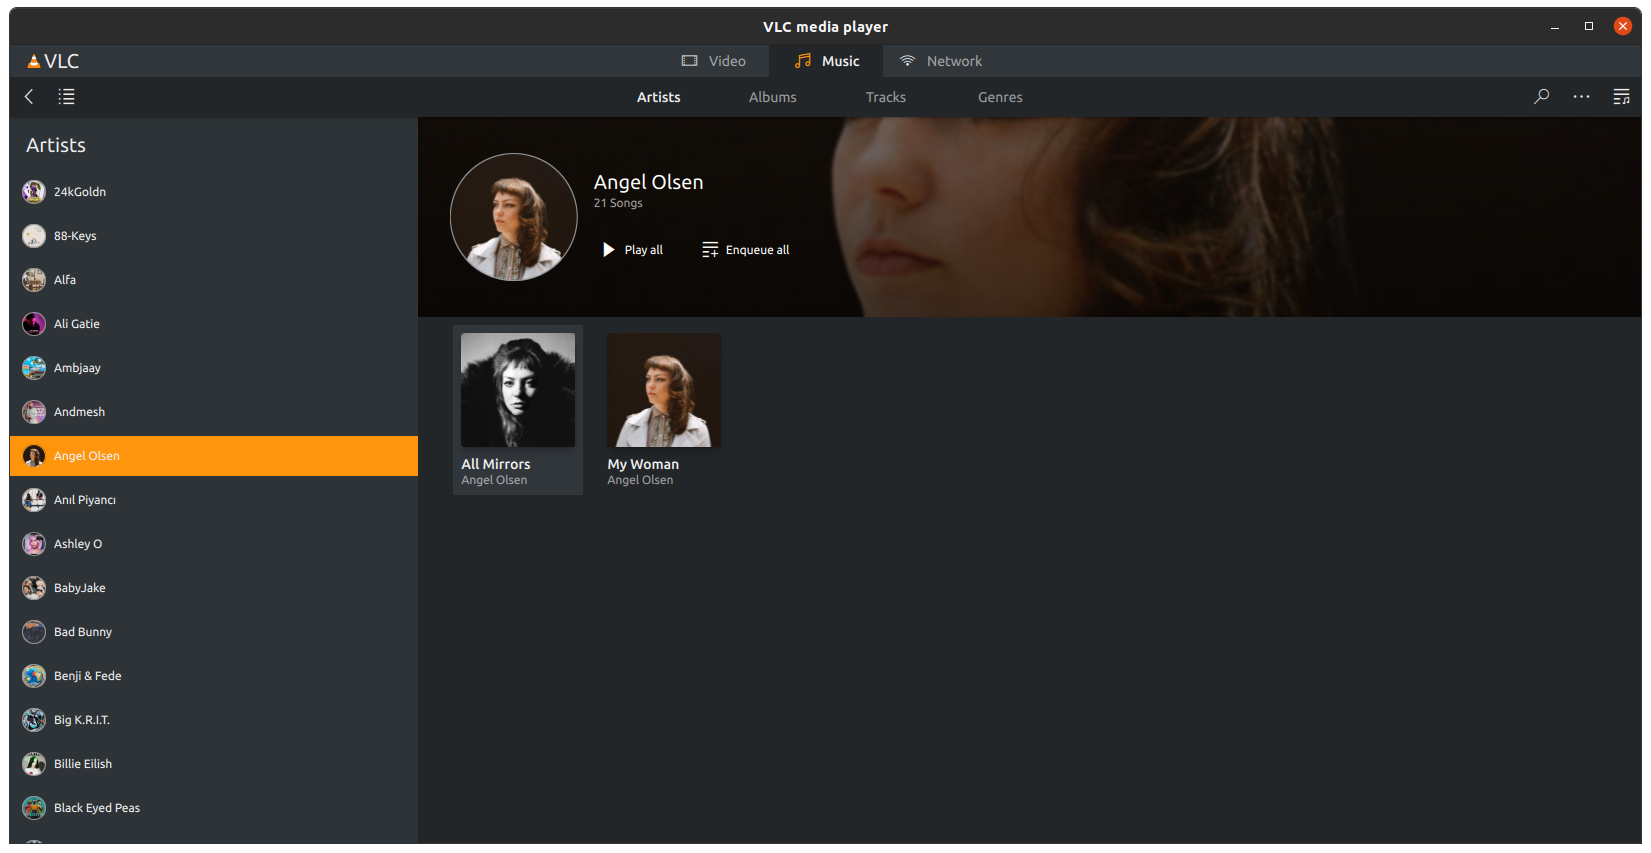 VLC media player
VLC
Video
Music
Network
Artists
Albums
Tracks
Genres
Artists
24kGoldn
88-Keys
Alfa
Ali Gatie
Ambjaay
Andmesh
Angel Olsen
Anıl Piyancı
Ashley O
BabyJake
Bad Bunny
Benji & Fede
Big K.R.I.T.
Billie Eilish
Black Eyed Peas
Angel Olsen
21 Songs
Play all
Enqueue all
All Mirrors
Angel Olsen
My Woman
Angel Olsen